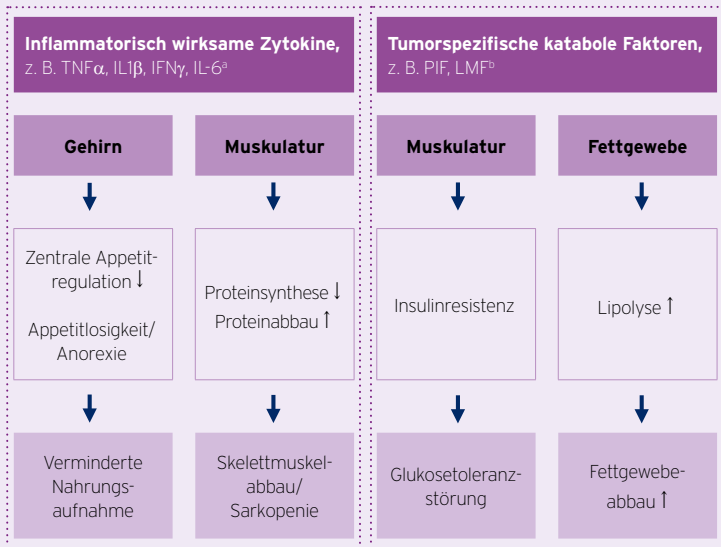 Inflammatorisch wirksame Zytokine,
z. B. TNFα, IL1β, IFNγ, IL-6ᵃ
Gehirn
Zentrale Appetit-
regulation ↓
Appetitlosigkeit/
Anorexie
Verminderte
Nahrungs-
aufnahme
Muskulatur
Proteinsynthese ↓
Proteinabbau ↑
Skelettmuskel-
abbau/
Sarkopenie
Tumorspezifische katabole Faktoren,
z. B. PIF, LMFᵇ
Muskulatur
Insulinresistenz
Glukosetoleranz-
störung
Fettgewebe
Lipolyse ↑
Fettgewebe-
abbau ↑